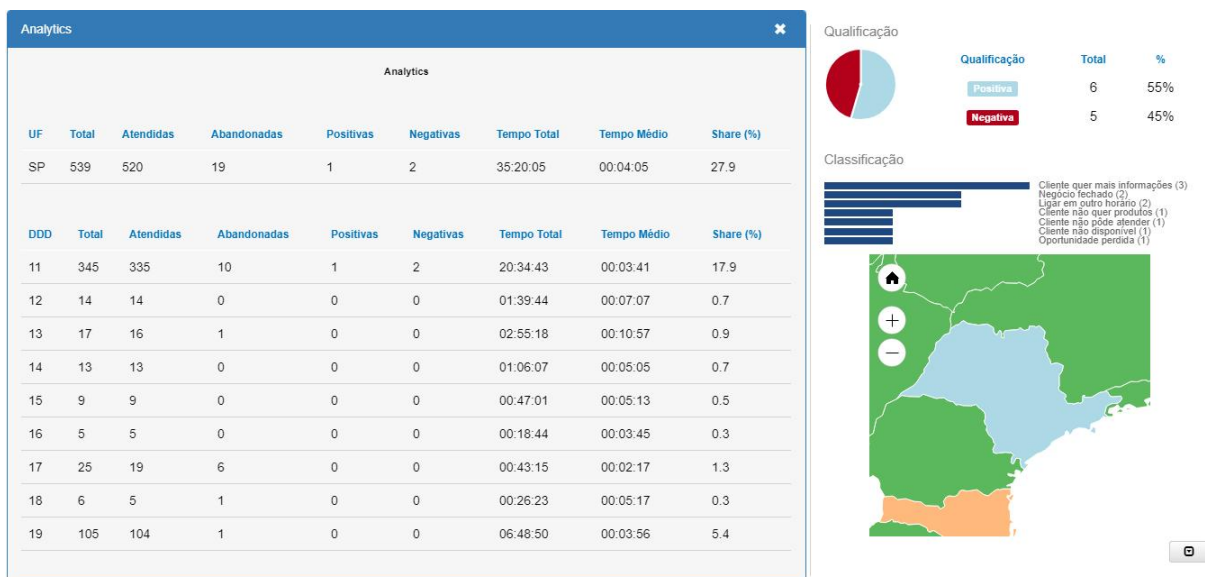 Analytics
Analytics
UF Total Atendidas Abandonadas Positivas Negativas Tempo Total Tempo Médio Share (%)
SP 539 520 19 1 2 35:20:05 00:04:05 27.9
DDD Total Atendidas Abandonadas Positivas Negativas Tempo Total Tempo Médio Share (%)
11 345 335 10 1 2 20:34:43 00:03:41 17.9
12 14 14 0 0 0 01:39:44 00:07:07 0.7
13 17 16 1 0 0 02:55:18 00:10:57 0.9
14 13 13 0 0 0 01:06:07 00:05:05 0.7
15 9 9 0 0 0 00:47:01 00:05:13 0.5
16 5 5 0 0 0 00:18:44 00:03:45 0.3
17 25 19 6 0 0 00:43:15 00:02:17 1.3
18 6 5 1 0 0 00:26:23 00:05:17 0.3
19 105 104 1 0 0 06:48:50 00:03:56 5.4
Qualificação
Qualificação Total %
Positiva 6 55%
Negativa 5 45%
Classificação
Cliente quer mais informações (3)
Negócio fechado (2)
Ligar em outro horário (2)
Cliente não quer produtos (1)
Cliente não pôde atender (1)
Cliente não disponível (1)
Oportunidade perdida (1)